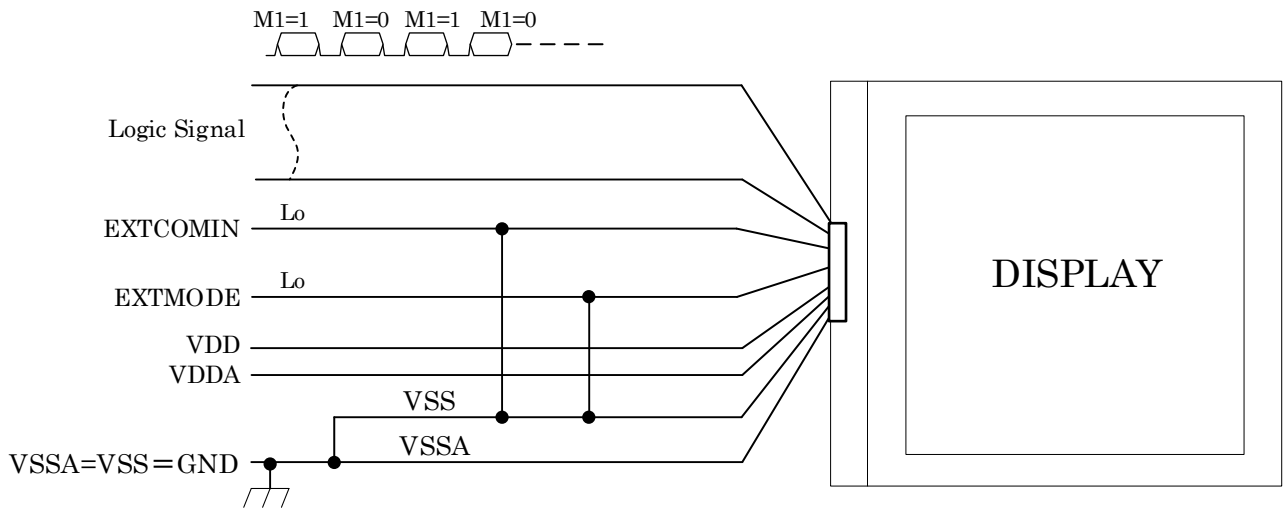 M1=1 M1=0 M1=1 M1=0
Logic Signal
EXTCOMIN
Lo
EXTMODE
Lo
VDD
VDDA
VSS
VSSA
VSSA=VSS=GND
DISPLAY